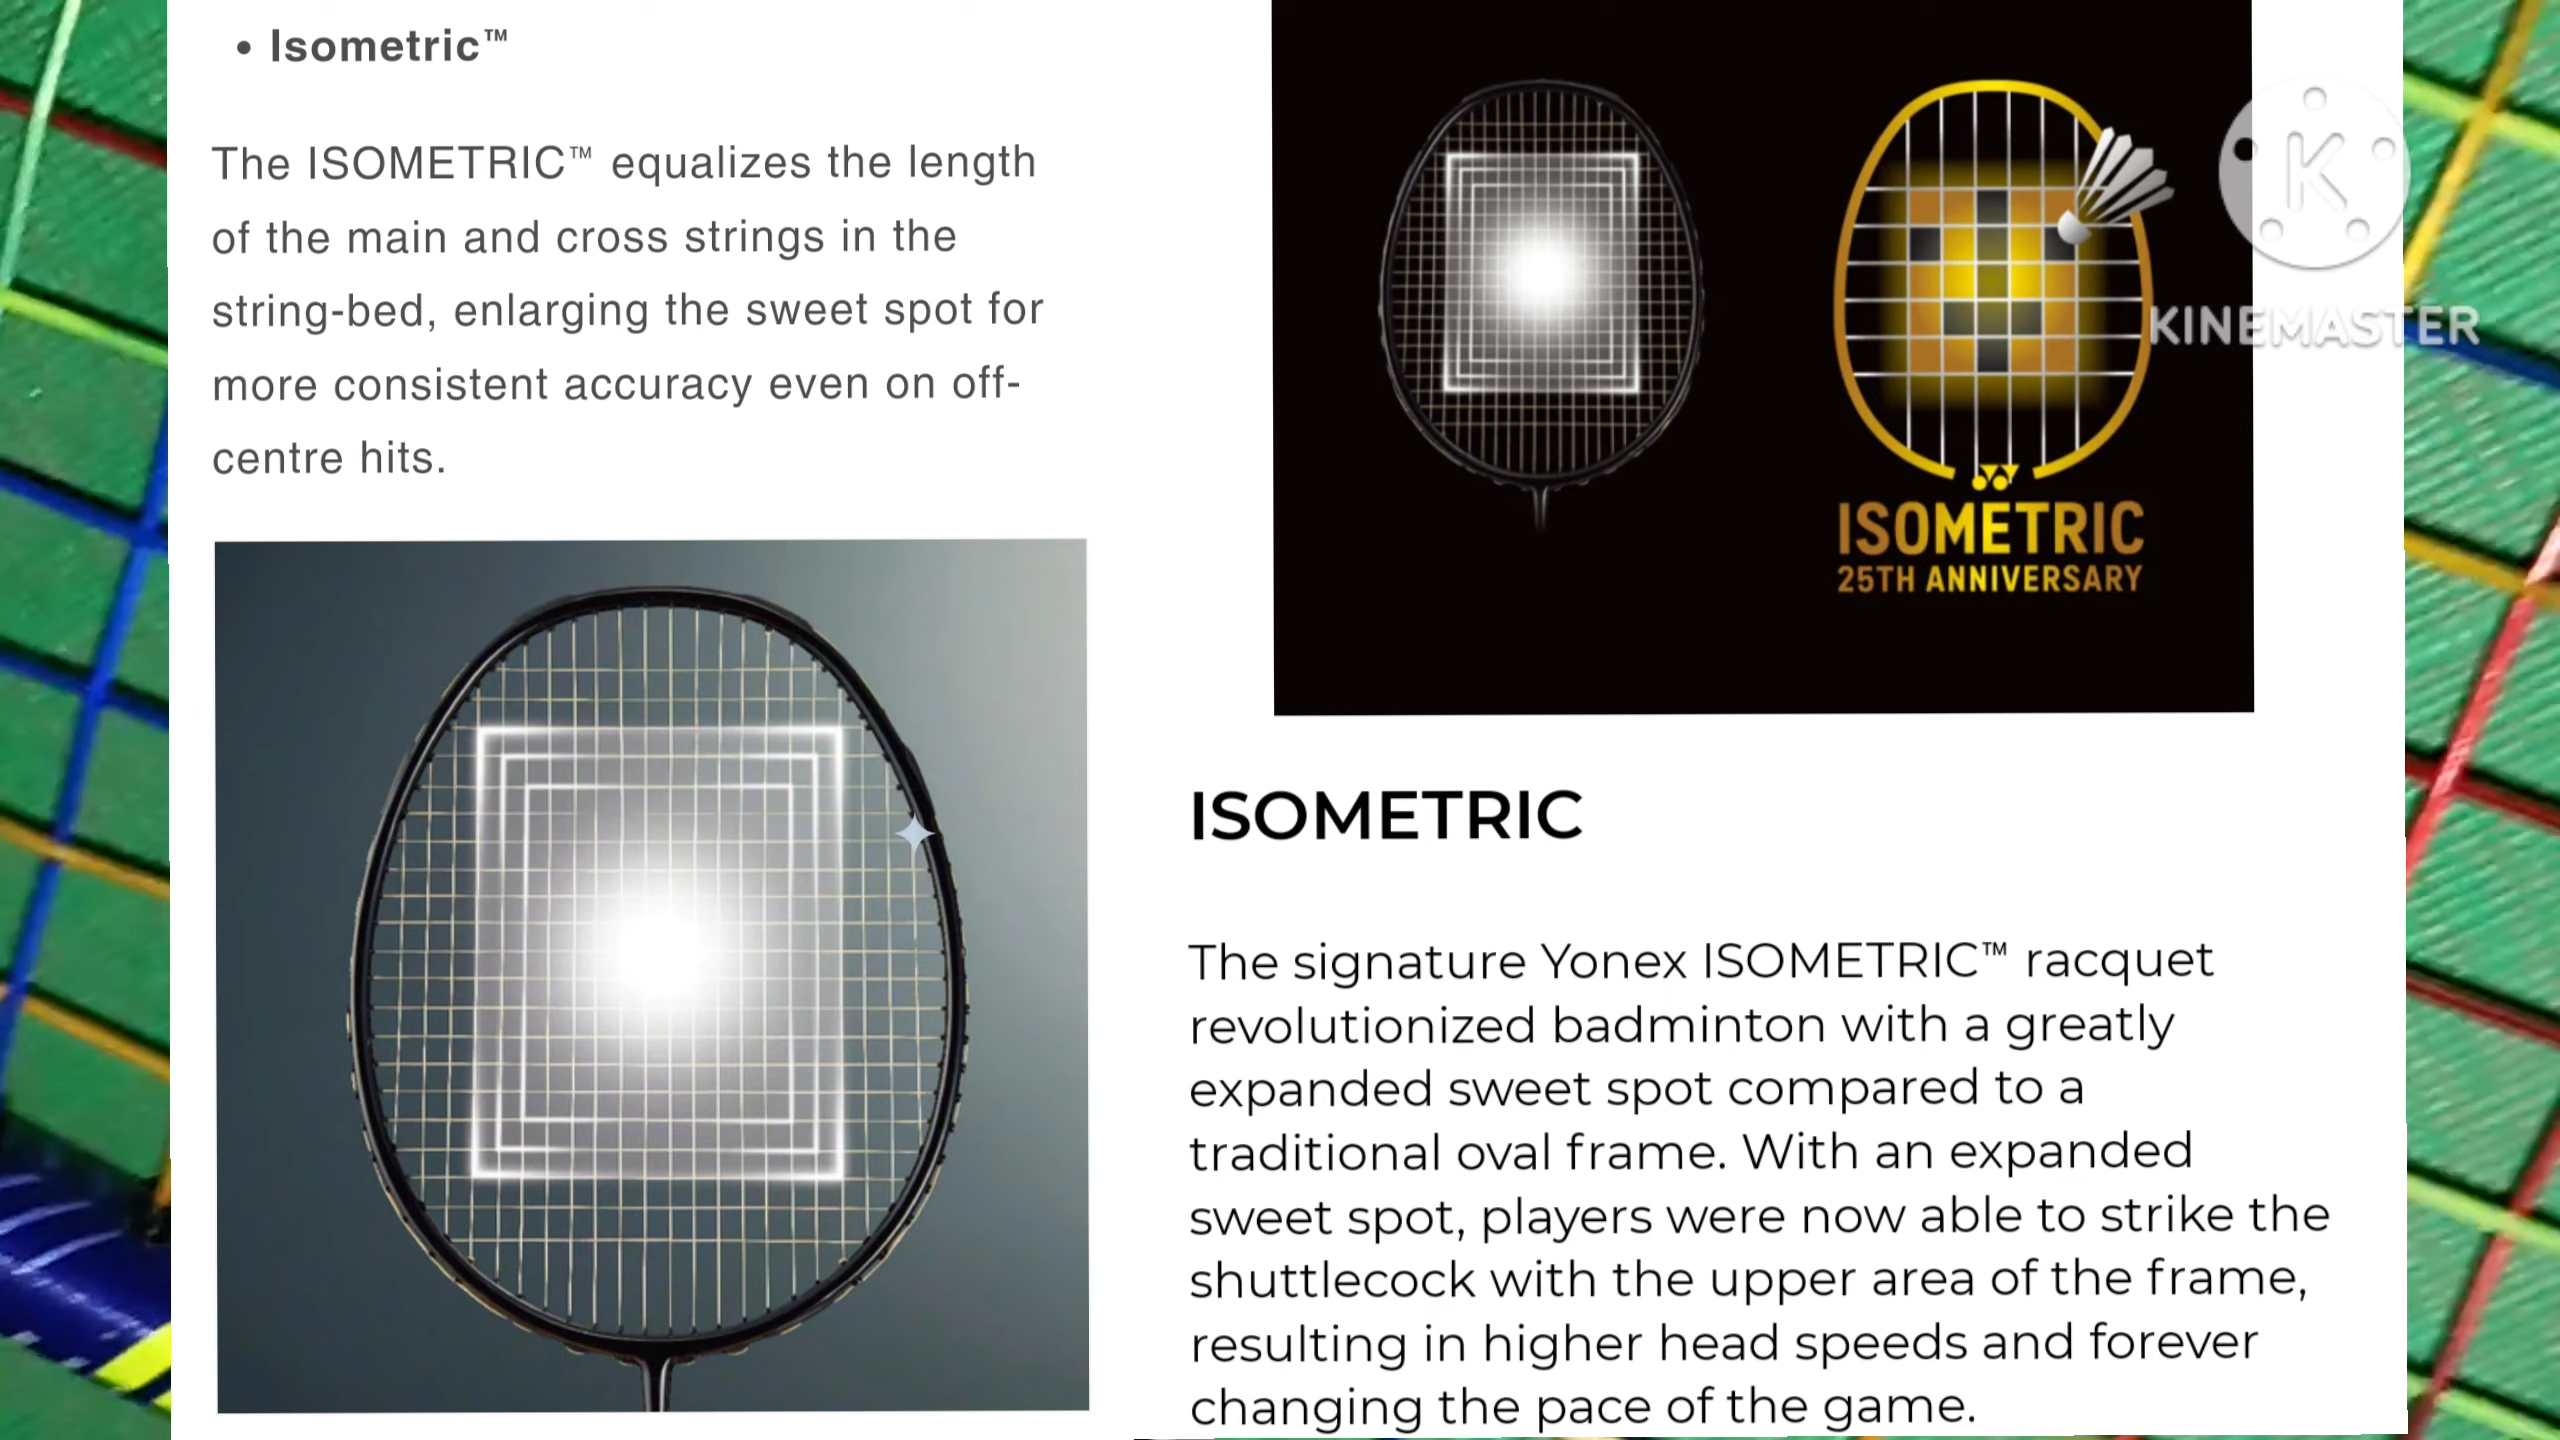 • Isometric™
The ISOMETRIC™ equalizes the length
of the main and cross strings in the
string-bed, enlarging the sweet spot for
more consistent accuracy even on off-
centre hits.
ISOMETRIC
25TH ANNIVERSARY
K
KINEMASTER
ISOMETRIC
The signature Yonex ISOMETRIC™ racquet
revolutionized badminton with a greatly
expanded sweet spot compared to a
traditional oval frame. With an expanded
sweet spot, players were now able to strike the
shuttlecock with the upper area of the frame,
resulting in higher head speeds and forever
changing the pace of the game.